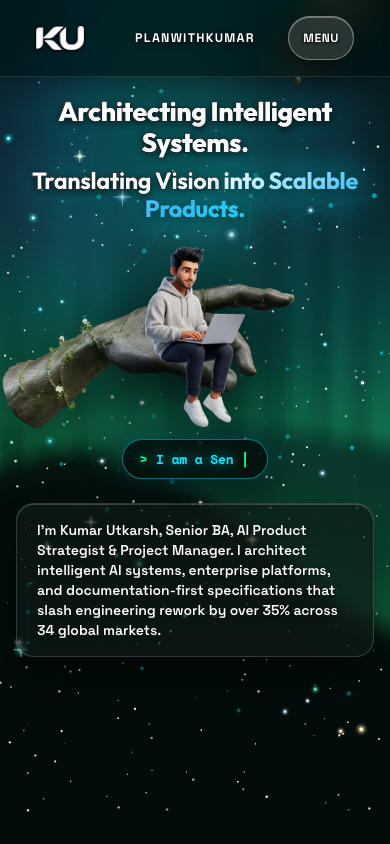 KU
PLANWITHKUMAR
MENU
Architecting Intelligent
Systems.
Translating Vision into Scalable
Products.
> I am a Sen
I'm Kumar Utkarsh, Senior BA, AI Product
Strategist & Project Manager. I architect
intelligent AI systems, enterprise platforms,
and documentation-first specifications that
slash engineering rework by over 35% across
34 global markets.